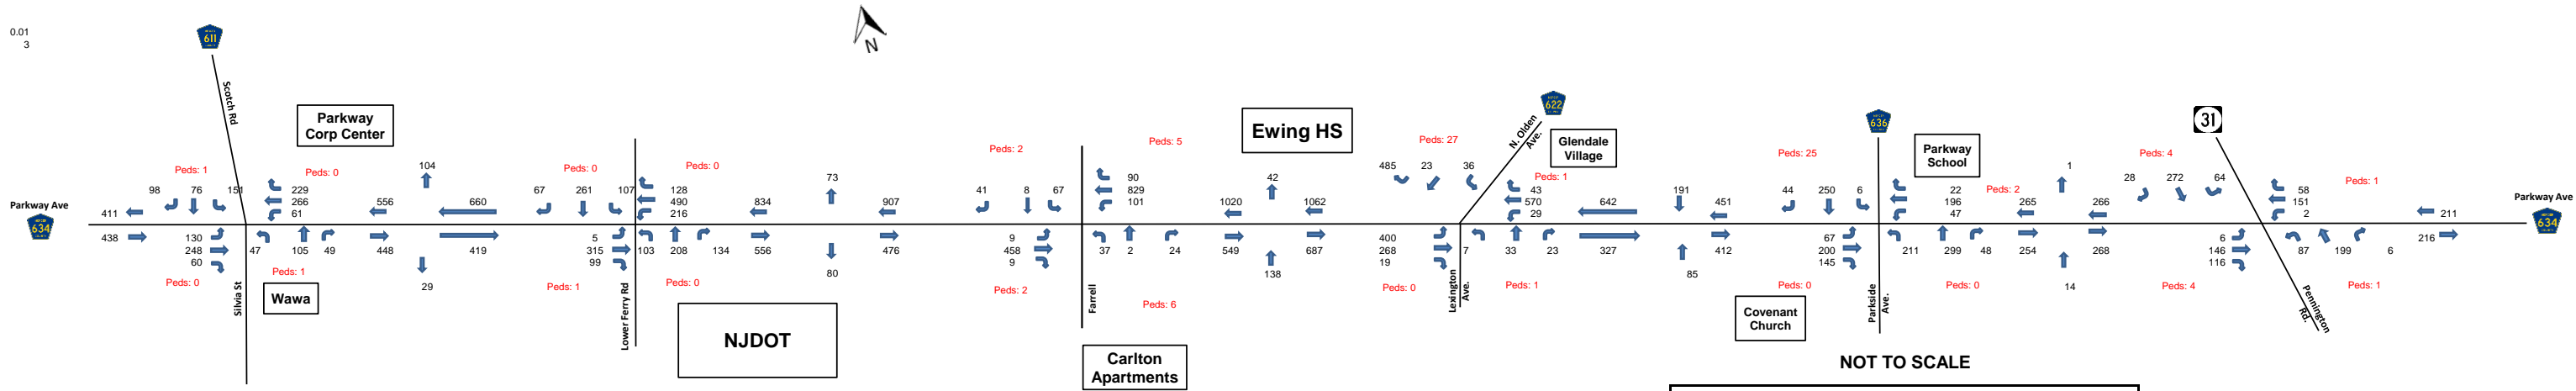 0.01
3
611
Scotch Rd
Parkway
Corp Center
N
Ewing HS
622
N. Olden
Ave.
Glendale
Village
636
Parkway
School
31
Peds: 1
Peds: 0
104
Peds: 0
Peds: 0
73
Peds: 2
Peds: 5
42
Peds: 27
Peds: 1
191
Peds: 25
Peds: 2
1
Peds: 4
Peds: 1
98 76 151
229
266
61
556
660
67 261 107
128
490
216
834
907
41 8 67
90
829
101
1020
1062
485 23 36
43
570
29
642
451
44 250 6
22
196
47
265
266
28 272 64
58
151
2
211
Parkway Ave
634
411
438
130
248
60
47 105 49
448
419
5
315
99
103 208 134
556
476
9
458
9
37 2 24
549
687
400
268
19
7 33 23
327
412
67
200
145
211 299 48
254
268
6
146
116
87 199 6
216
Parkway Ave
634
Peds: 0
Peds: 1
29
Peds: 1
Peds: 0
80
Peds: 2
Peds: 6
138
Peds: 0
Peds: 1
85
Peds: 0
Peds: 0
14
Peds: 4
Peds: 1
Silvia St
Wawa
Lower Ferry Rd
NJDOT
Farrell
Carlton
Apartments
Lexington
Ave.
Covenant
Church
Parkside
Ave.
Pennington
Rd.
NOT TO SCALE